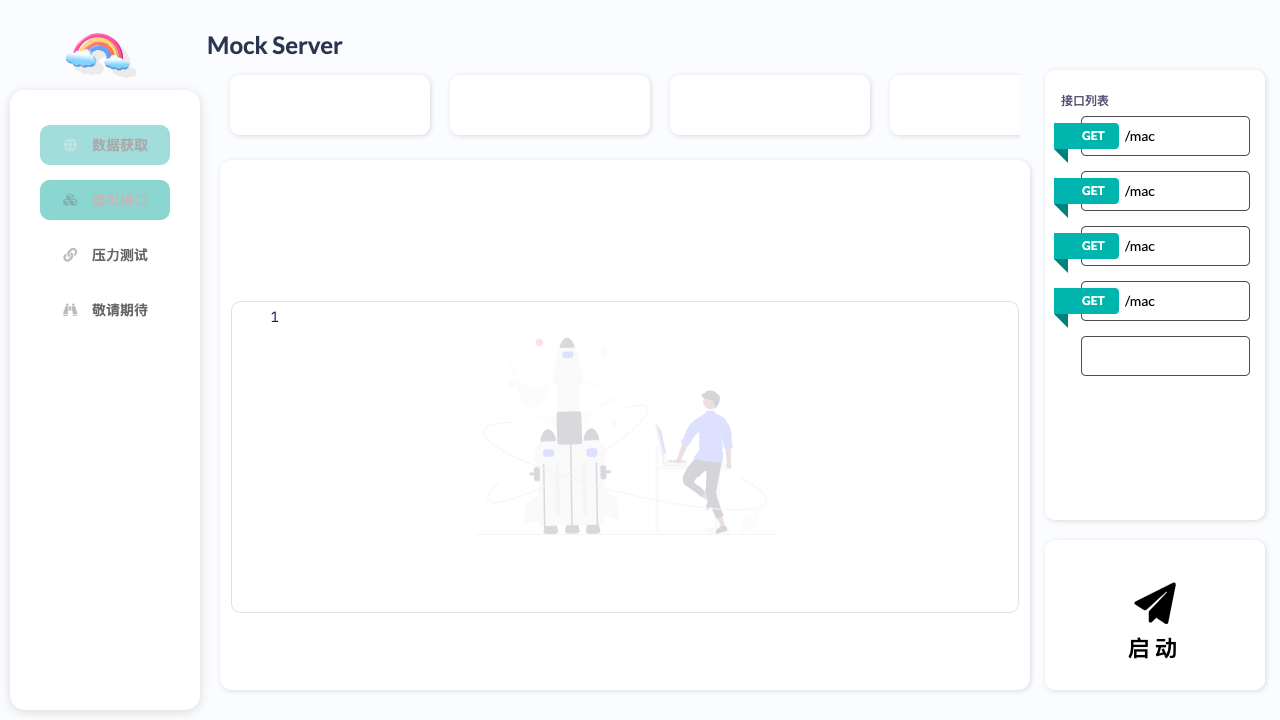 Mock Server
数据获取
虚拟接口
压力测试
敬请期待
1
接口列表
GET /mac
GET /mac
GET /mac
GET /mac
启动